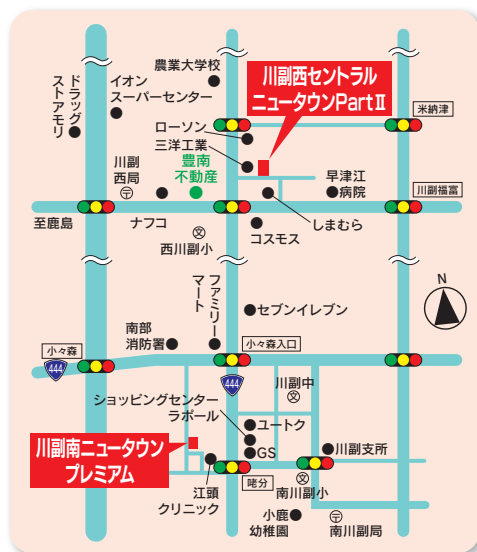 農業大学校
川副西セントラル
ニュータウンPartⅡ
ドラッグ
ストアモリ
イオン
スーパーセンター
米納津
ローソン
三洋工業
川副
西局
豊南
不動産
早津江
病院
川副福富
至鹿島
ナフコ
西川副小
コスモス
しまむら
ファミリー
マート
セブンイレブン
N
南部
消防署
小々森
小々森入口
444
444
川副中
ショッピングセンター
ラポール
ユートク
川副南ニュータウン
プレミアム
GS
川副支所
咾分
江頭
クリニック
南川副小
小鹿
幼稚園
南川副局